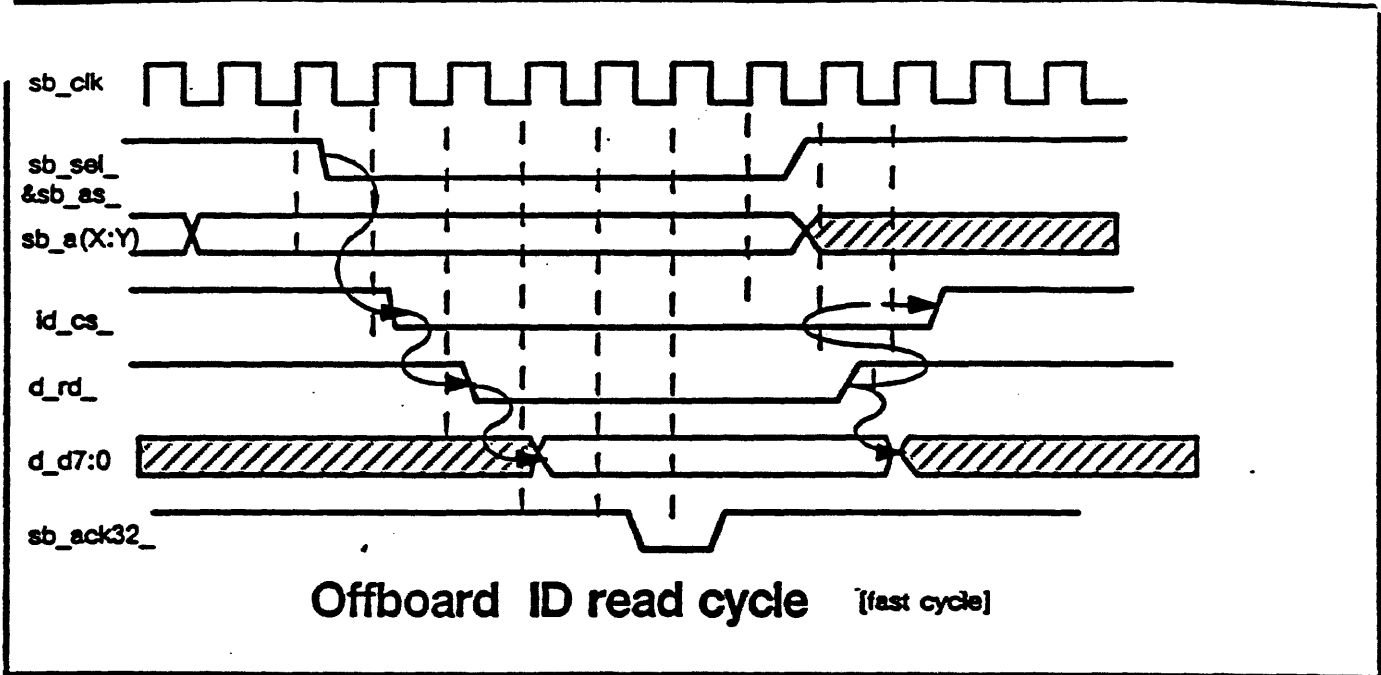 sb_clk
sb_sel_
&sb_as_
sb_a(X:Y)
id_cs_
d_rd_
d_d7:0
sb_ack32_
Offboard ID read cycle [fast cycle]